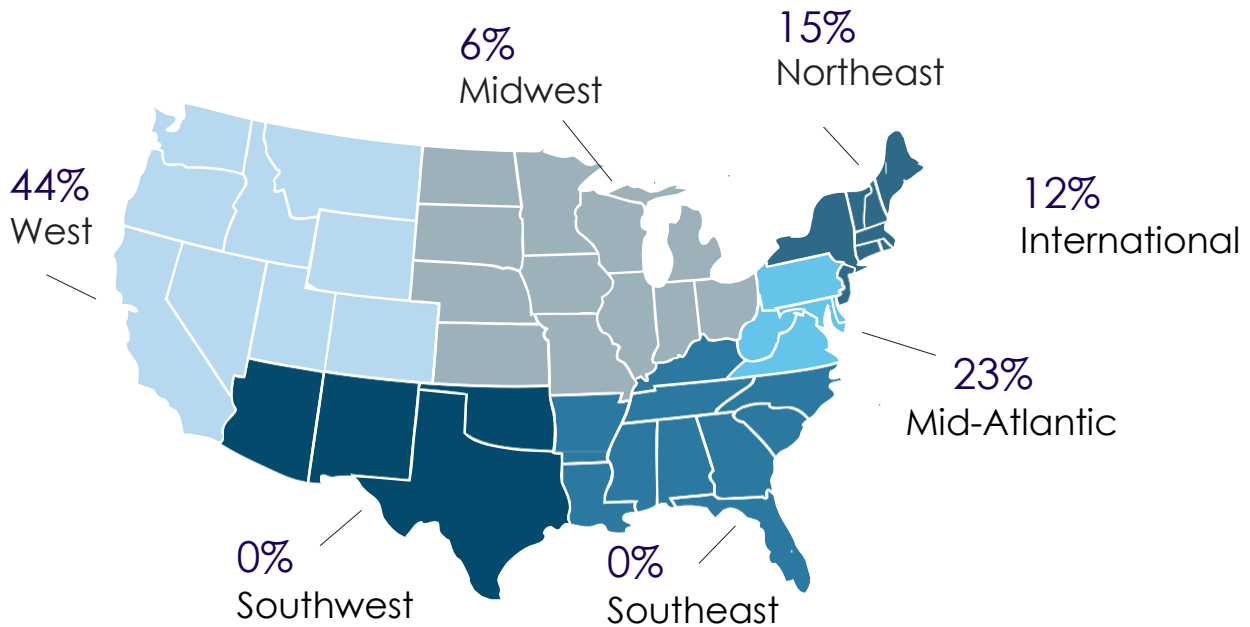 15%
Northeast
6%
Midwest
44%
West
12%
International
23%
Mid-Atlantic
0%
Southwest
0%
Southeast